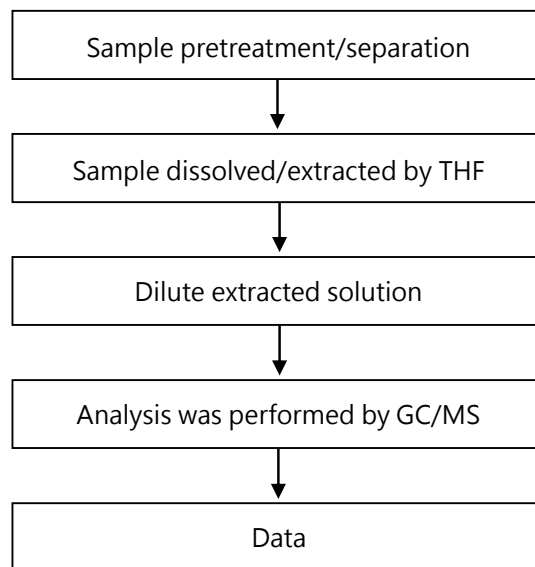 Sample pretreatment/separation
Sample dissolved/extracted by THF
Dilute extracted solution
Analysis was performed by GC/MS
Data